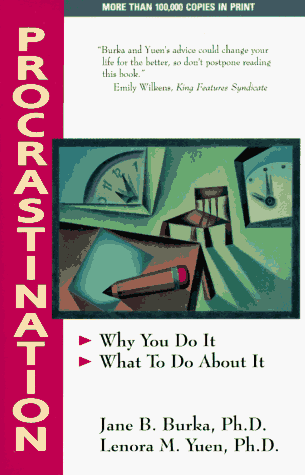 MORE THAN 100,000 COPIES IN PRINT
PROCRASTINATION
"Burka and Yuen's advice could change your
life for the better, so don't postpone reading
this book."
Emily Wilkens, King Features Syndicate
Why You Do It
What To Do About It
Jane B. Burka, Ph.D.
Lenora M. Yuen, Ph.D.